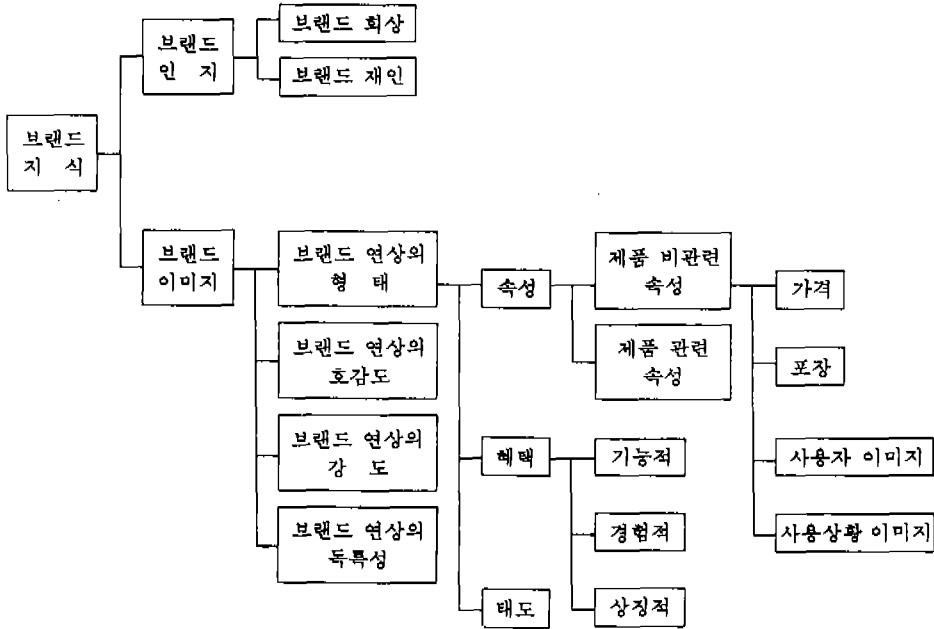 브랜드
지 식
브랜드
인 지
브랜드 회상
브랜드 재인
브랜드
이미지
브랜드 연상의
형 태
브랜드 연상의
호감도
브랜드 연상의
강 도
브랜드 연상의
독특성
속성
제품 비관련
속성
제품 관련
속성
가격
포장
사용자 이미지
사용상황 이미지
혜택
기능적
경험적
상징적
태도